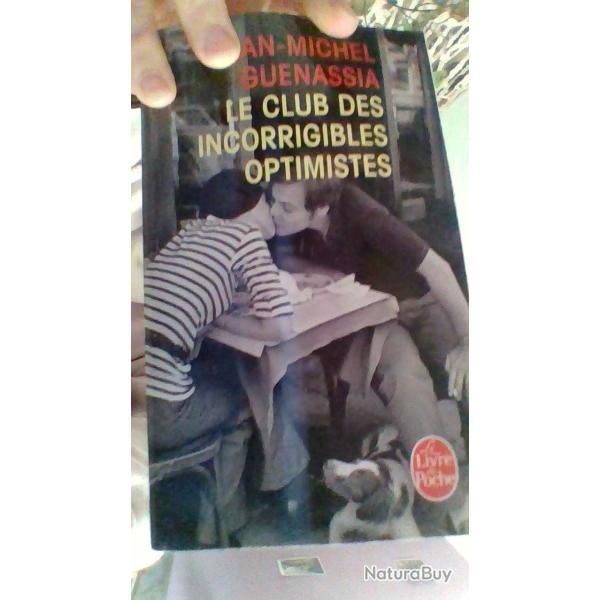 AN-MICHEL
GUENASSIA
LE CLUB DES
INCORRIGIBLES
OPTIMISTES
Le
Livre
de
Poche
NaturaBuy